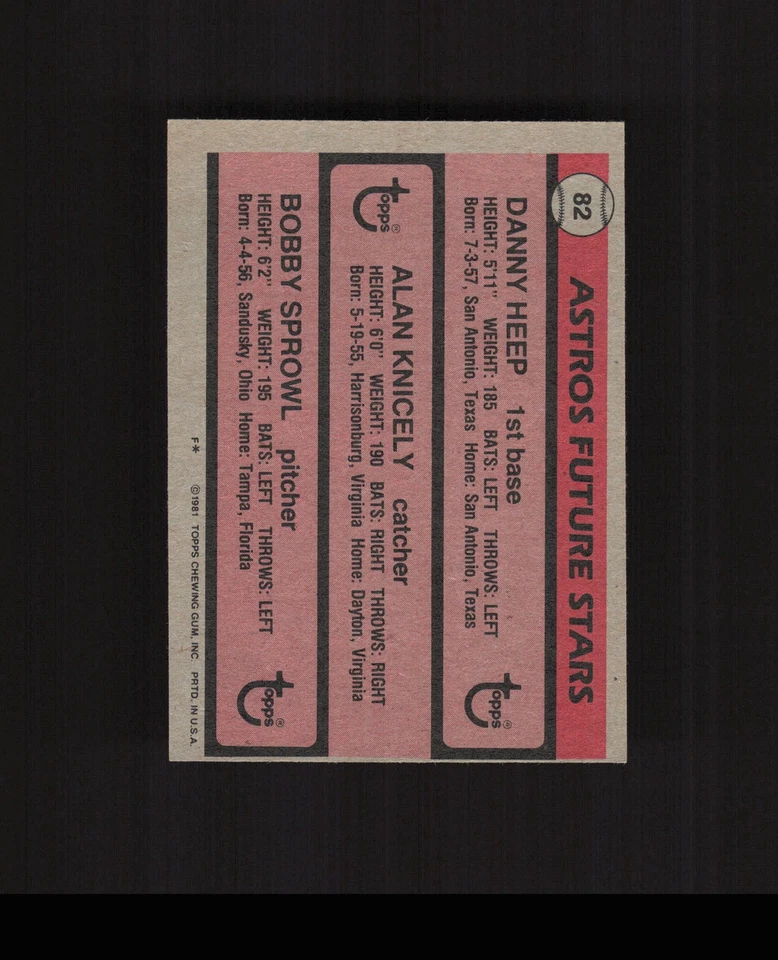 82
ASTROS FUTURE STARS
DANNY HEEP 1st base
HEIGHT: 5'11" WEIGHT: 185 BATS: LEFT THROWS: LEFT
Born: 7-3-57, San Antonio, Texas Home: San Antonio, Texas
Topps®
Topps®
ALAN KNICELY catcher
HEIGHT: 6'0" WEIGHT: 190 BATS: RIGHT THROWS: RIGHT
Born: 5-19-55, Harrisonburg, Virginia Home: Dayton, Virginia
BOBBY SPROWL pitcher
HEIGHT: 6'2" WEIGHT: 195 BATS: LEFT THROWS: LEFT
Born: 4-4-56, Sandusky, Ohio Home: Tampa, Florida
Topps®
F* ©1981 TOPPS CHEWING GUM, INC. PRTD. IN U.S.A.